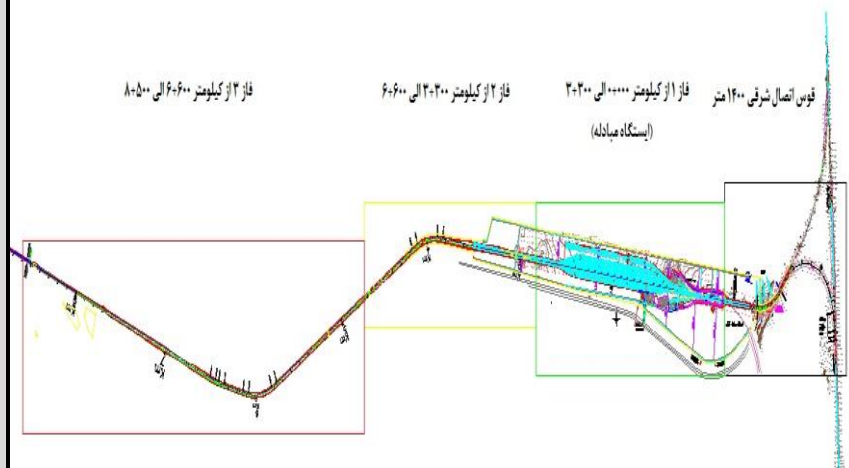 قوس اتصال شرقی ۱۴۰۰ متر
فاز ۱ از کیلومتر ۰۰۰+۰ الی ۳۰۰+۳
(ایستگاه مبادله)
فاز ۲ از کیلومتر ۳۰۰+۳ الی ۶۰۰+۶
فاز ۳ از کیلومتر ۶۰۰+۶ الی ۵۰۰+۸